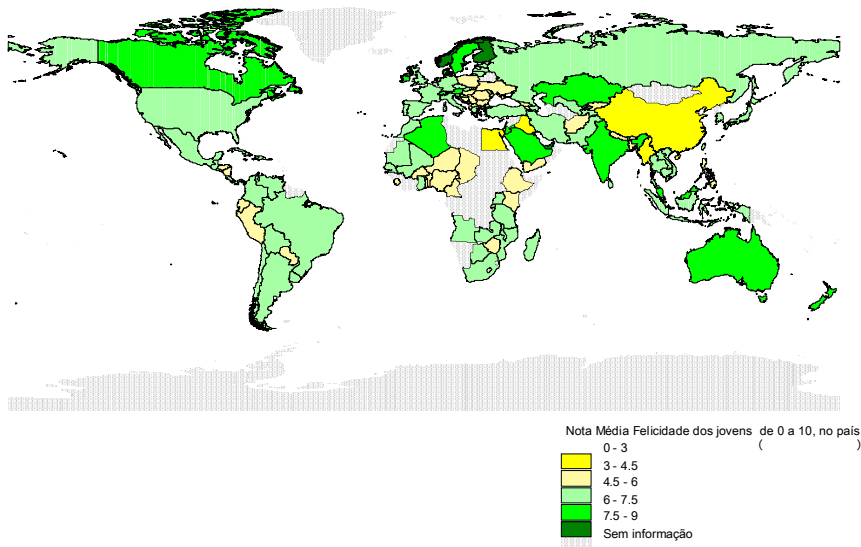 Nota Média Felicidade dos jovens de 0 a 10, no país
( )
0 - 3
3 - 4.5
4.5 - 6
6 - 7.5
7.5 - 9
Sem informação